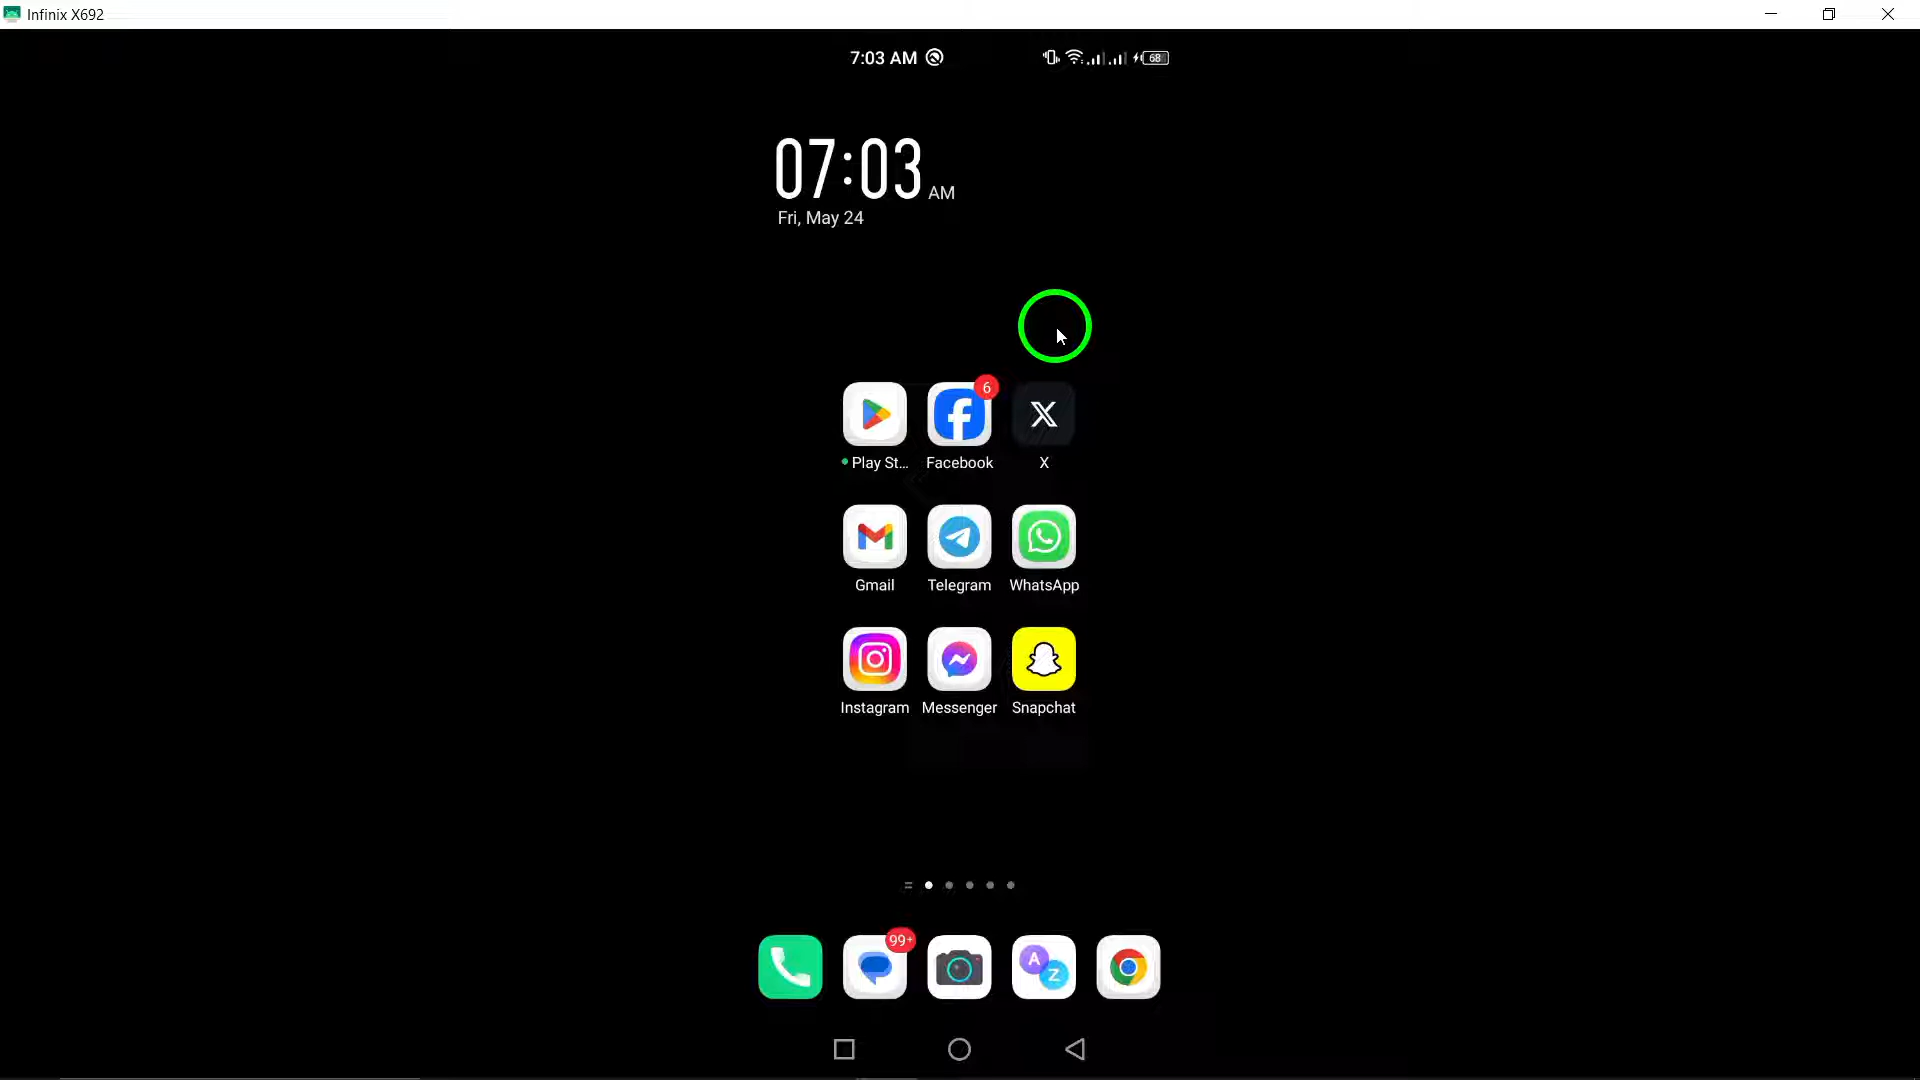 Infinix X692
7:03 AM
68
07:03 AM
Fri, May 24
6
Play St...
Facebook
X
Gmail
Telegram
WhatsApp
Instagram
Messenger
Snapchat
99+
A
Z